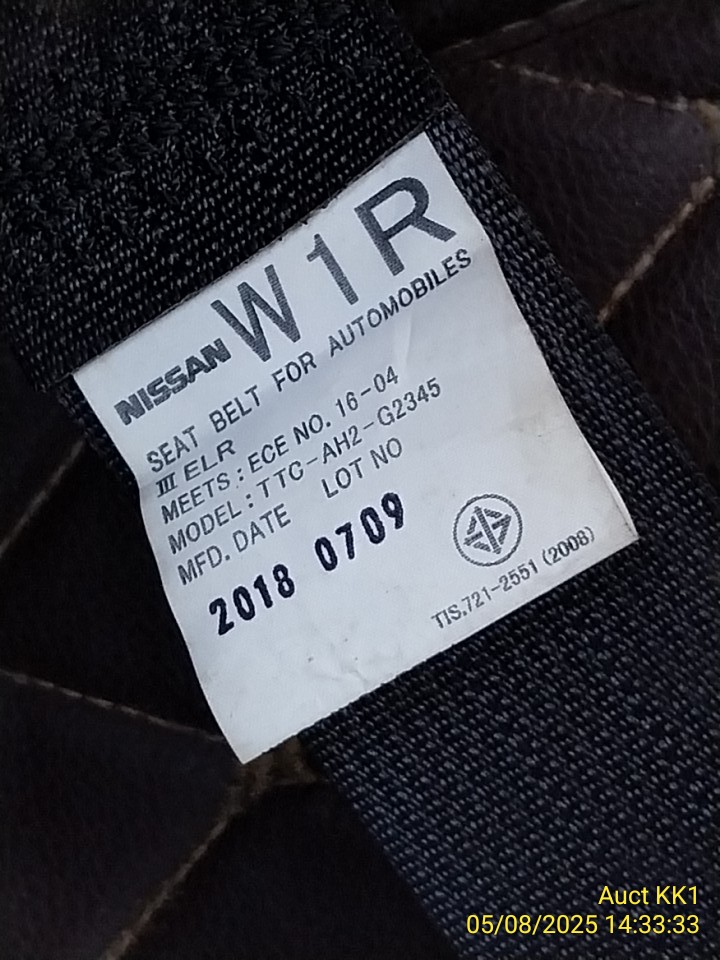 NISSAN W1R
SEAT BELT FOR AUTOMOBILES
III ELR
MEETS : ECE NO. 16-04
MODEL : TTC-AH2-G2345
MFD. DATE LOT NO
2018 0709
TIS.721-2551 (2008)
Auct KK1
05/08/2025 14:33:33